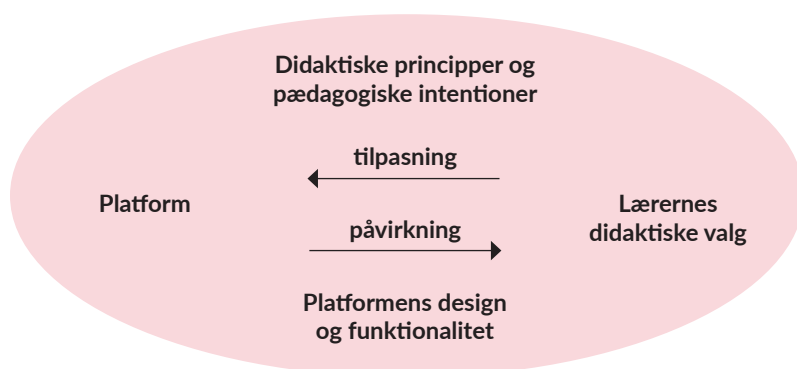 Didaktiske principper og
pædagogiske intentioner
tilpasning
Platform
Lærernes
didaktiske valg
påvirkning
Platformens design
og funktionalitet